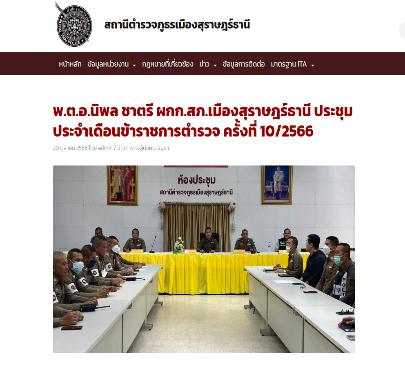 สถานีตำรวจภูธรเมืองสุราษฎร์ธานี
หน้าหลัก ข้อมูลหน่วยงาน กฎหมายที่เกี่ยวข้อง ข่าว ข้อมูลการติดต่อ มาตรฐาน ITA
พ.ต.อ.นิพล ชาตรี ผกก.สภ.เมืองสุราษฎร์ธานี ประชุม
ประจำเดือนข้าราชการตำรวจ ครั้งที่ 10/2566
ห้องประชุม
สถานีตำรวจภูธรเมืองสุราษฎร์ธานี